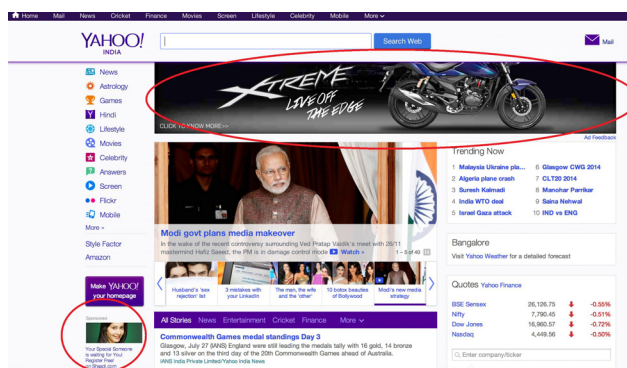 Home Mail News Cricket Finance Movies Screen Lifestyle Celebrity Mobile More
YAHOO!
INDIA
Search Web
Mail
News
Astrology
Games
Hindi
Lifestyle
Movies
Celebrity
Answers
Screen
Flickr
Mobile
More »
Style Factor
Amazon
Make YAHOO!
your homepage
Sponsored
Your Special Someone
is waiting for You!
Register Free!
on Shaadi.com
XTREME
LIVE OFF
THE EDGE
CLICK TO KNOW MORE>>
Ad Feedback
Modi govt plans media makeover
In the wake of the recent controversy surrounding Ved Pratap Vaidik's meet with 26/11
mastermind Hafiz Saeed, the PM is in damage control mode Watch »
1 – 5 of 40
Husband's 'sex
rejection' list
3 mistakes with
your LinkedIn
The man, the wife
and the 'other'
10 botox beauties
of Bollywood
Modi's new media
strategy
All Stories News Entertainment Cricket Finance More
Commonwealth Games medal standings Day 3
Glasgow, July 27 (IANS) England were still leading the medals tally with 16 gold, 14 bronze
and 13 silver on the third day of the 20th Commonwealth Games ahead of Australia.
IANS India Private Limited/Yahoo India News
Trending Now
1 Malaysia Ukraine pla...
2 Algeria plane crash
3 Suresh Kalmadi
4 India WTO deal
5 Israel Gaza attack
6 Glasgow CWG 2014
7 CLT20 2014
8 Manohar Parrikar
9 Saina Nehwal
10 IND vs ENG
Bangalore
Visit Yahoo Weather for a detailed forecast
Quotes Yahoo Finance
BSE Sensex 26,126.75 -0.55%
Nifty 7,790.45 -0.51%
Dow Jones 16,960.57 -0.72%
Nasdaq 4,449.56 -0.50%
Enter company/ticker